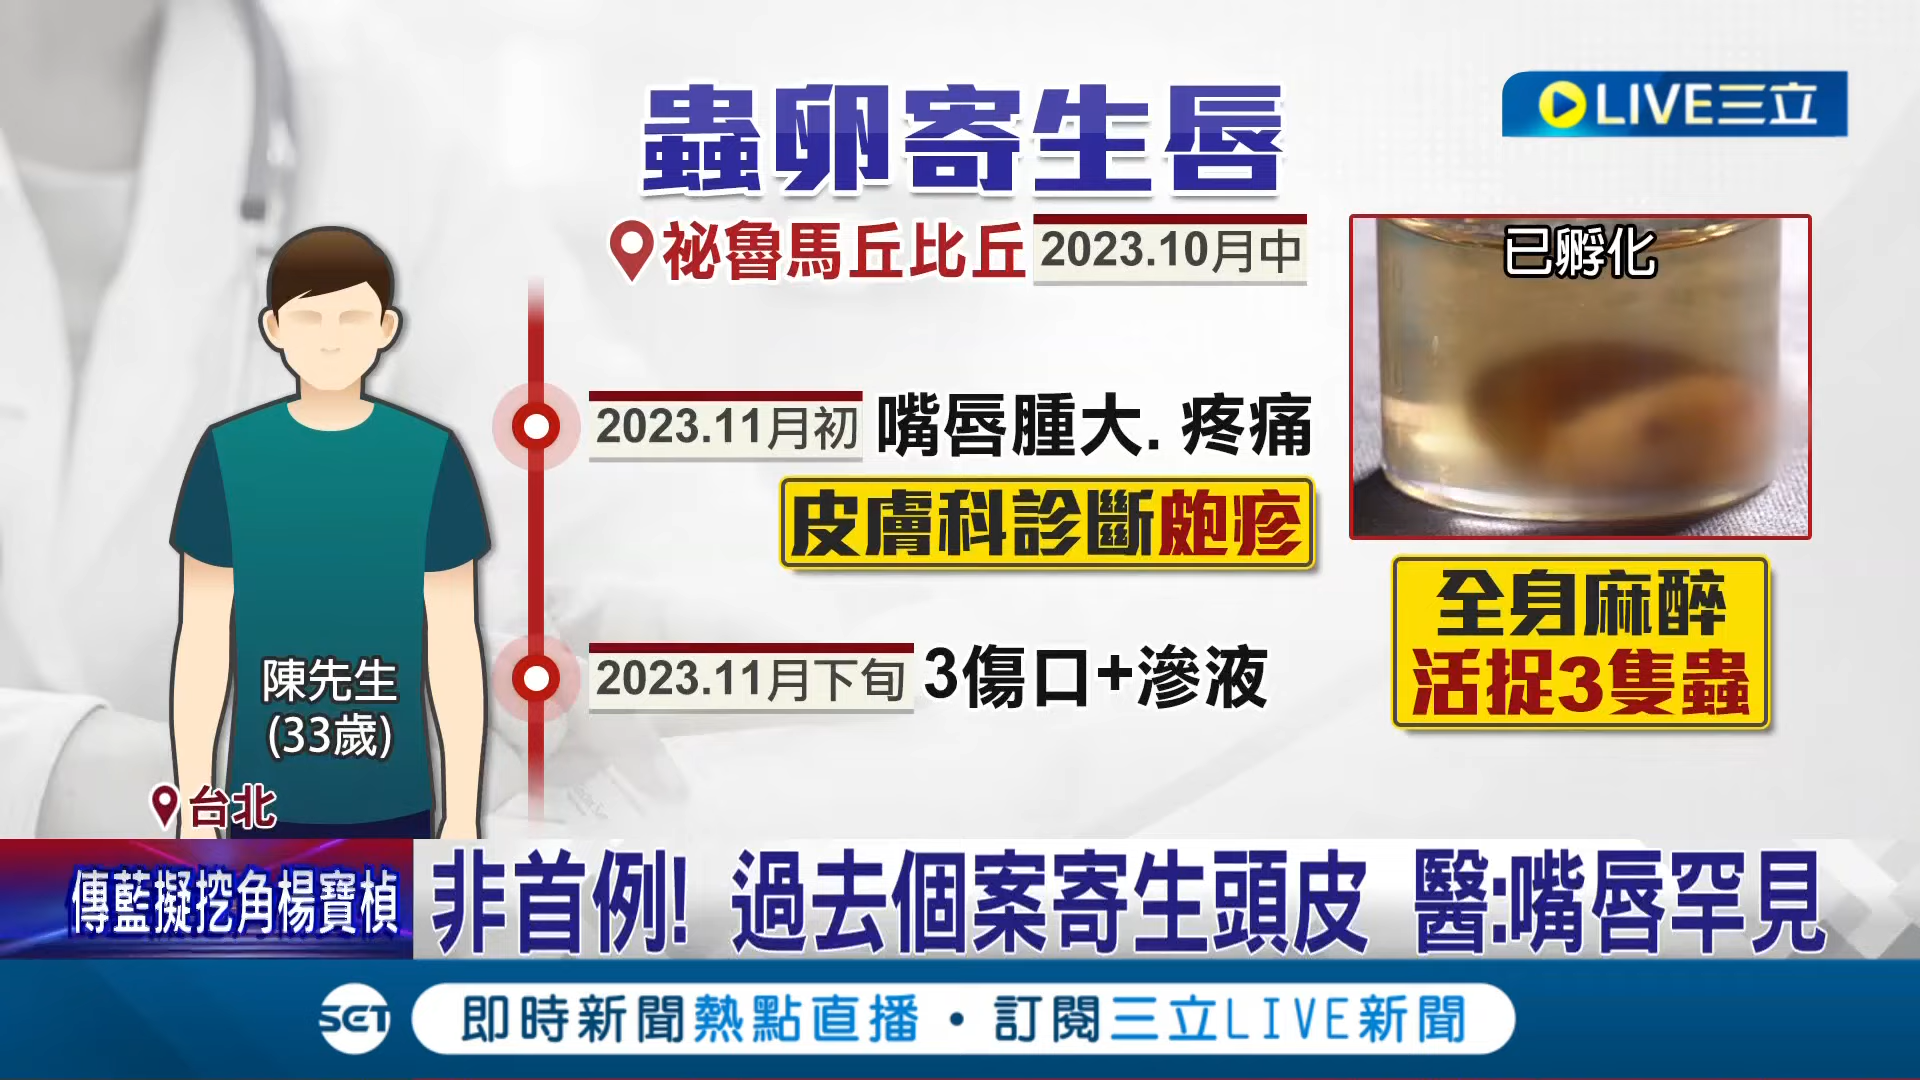 蟲卵寄生唇
LIVE三立
祕魯馬丘比丘 2023.10月中
已孵化
2023.11月初 嘴唇腫大. 疼痛
皮膚科診斷皰疹
全身麻醉
活捉3隻蟲
2023.11月下旬 3傷口+滲液
陳先生
(33歲)
台北
傳藍擬挖角楊寶楨
非首例! 過去個案寄生頭皮 醫:嘴唇罕見
SET 即時新聞熱點直播・訂閱三立LIVE新聞